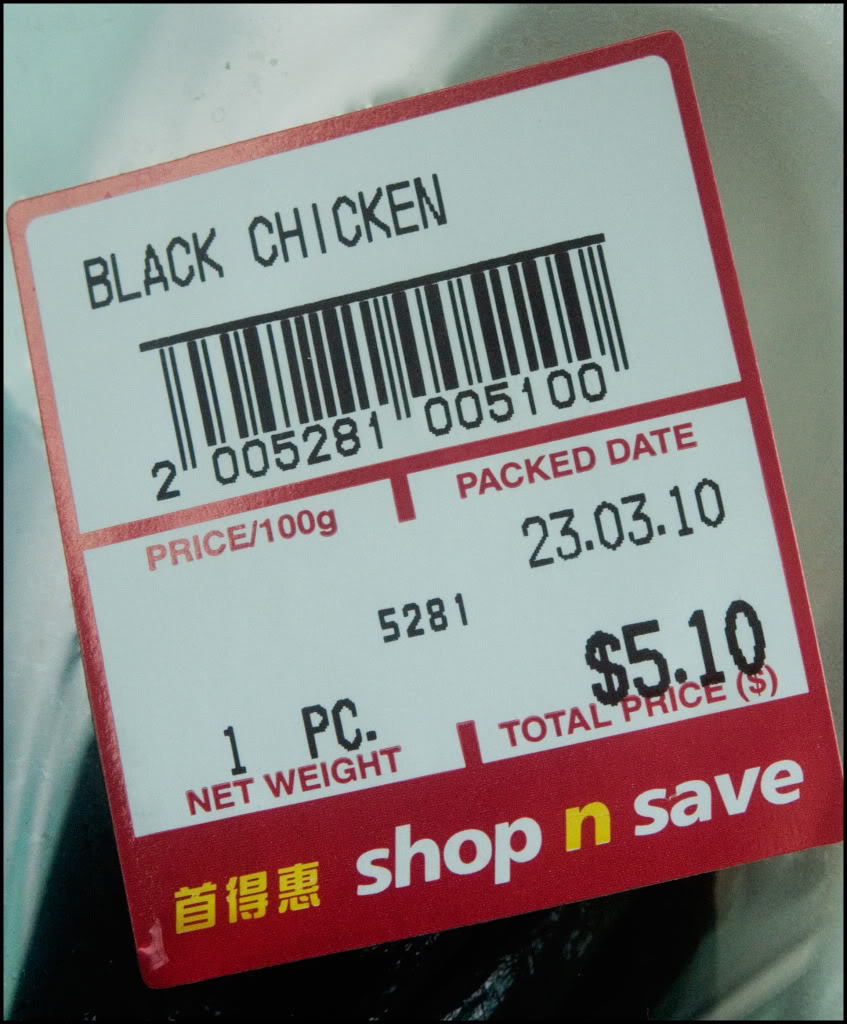 BLACK CHICKEN
2 005281 005100
PRICE/100g
PACKED DATE
23.03.10
5281
$5.10
1 PC.
NET WEIGHT
TOTAL PRICE ($)
首得惠 shop n save